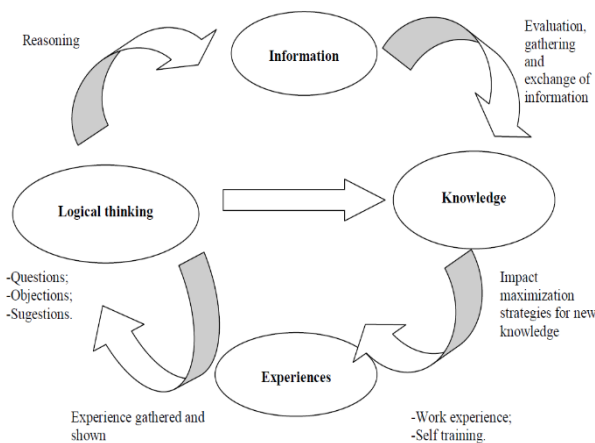 Reasoning
Information
Evaluation,
gathering
and
exchange of
information
Logical thinking
Knowledge
-Questions;
-Objections;
-Sugestions.
Impact
maximization
strategies for new
knowledge
Experiences
Experience gathered and
shown
-Work experience;
-Self training.